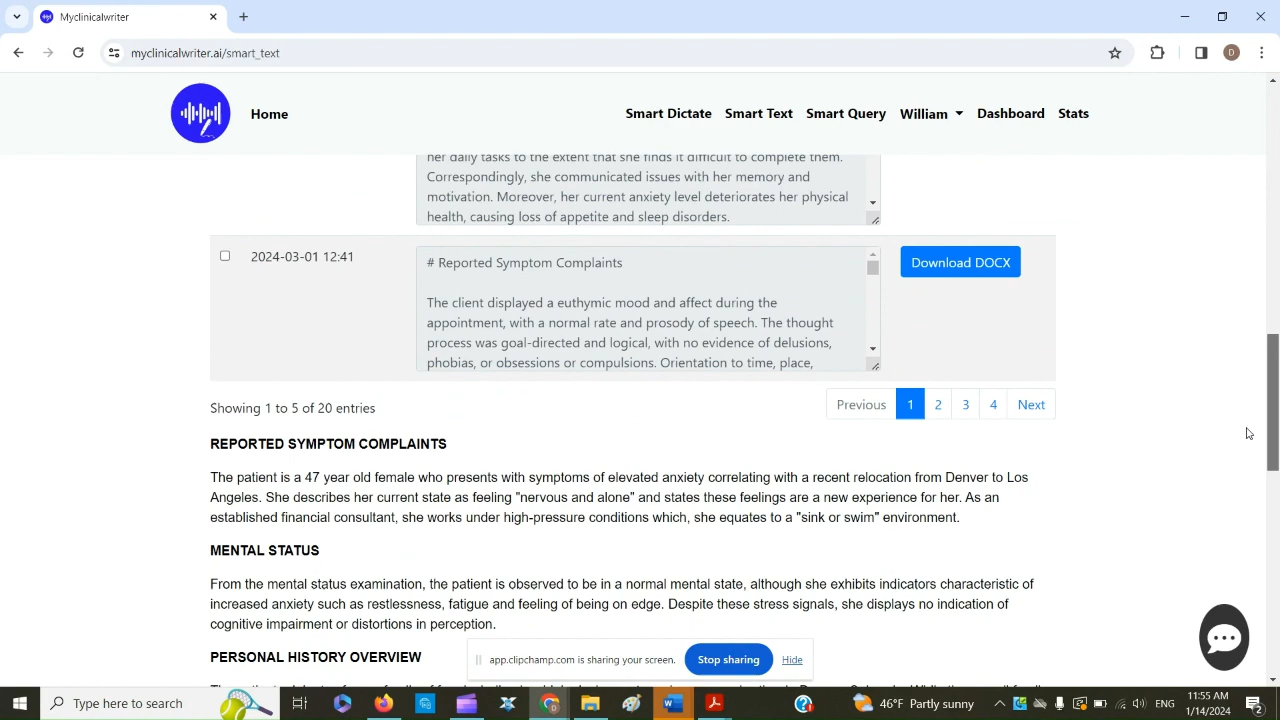 Myclinicalwriter
myclinicalwriter.ai/smart_text
D
Home
Smart Dictate Smart Text Smart Query William Dashboard Stats
her daily tasks to the extent that she finds it difficult to complete them.
Correspondingly, she communicated issues with her memory and
motivation. Moreover, her current anxiety level deteriorates her physical
health, causing loss of appetite and sleep disorders.
2024-03-01 12:41
# Reported Symptom Complaints
Download DOCX
The client displayed a euthymic mood and affect during the
appointment, with a normal rate and prosody of speech. The thought
process was goal-directed and logical, with no evidence of delusions,
phobias, or obsessions or compulsions. Orientation to time, place,
Showing 1 to 5 of 20 entries
Previous 1 2 3 4 Next
REPORTED SYMPTOM COMPLAINTS
The patient is a 47 year old female who presents with symptoms of elevated anxiety correlating with a recent relocation from Denver to Los
Angeles. She describes her current state as feeling "nervous and alone" and states these feelings are a new experience for her. As an
established financial consultant, she works under high-pressure conditions which, she equates to a "sink or swim" environment.
MENTAL STATUS
From the mental status examination, the patient is observed to be in a normal mental state, although she exhibits indicators characteristic of
increased anxiety such as restlessness, fatigue and feeling of being on edge. Despite these stress signals, she displays no indication of
cognitive impairment or distortions in perception.
PERSONAL HISTORY OVERVIEW
app.clipchamp.com is sharing your screen. Stop sharing Hide
Type here to search
46°F Partly sunny
ENG
11:55 AM
1/14/2024
2